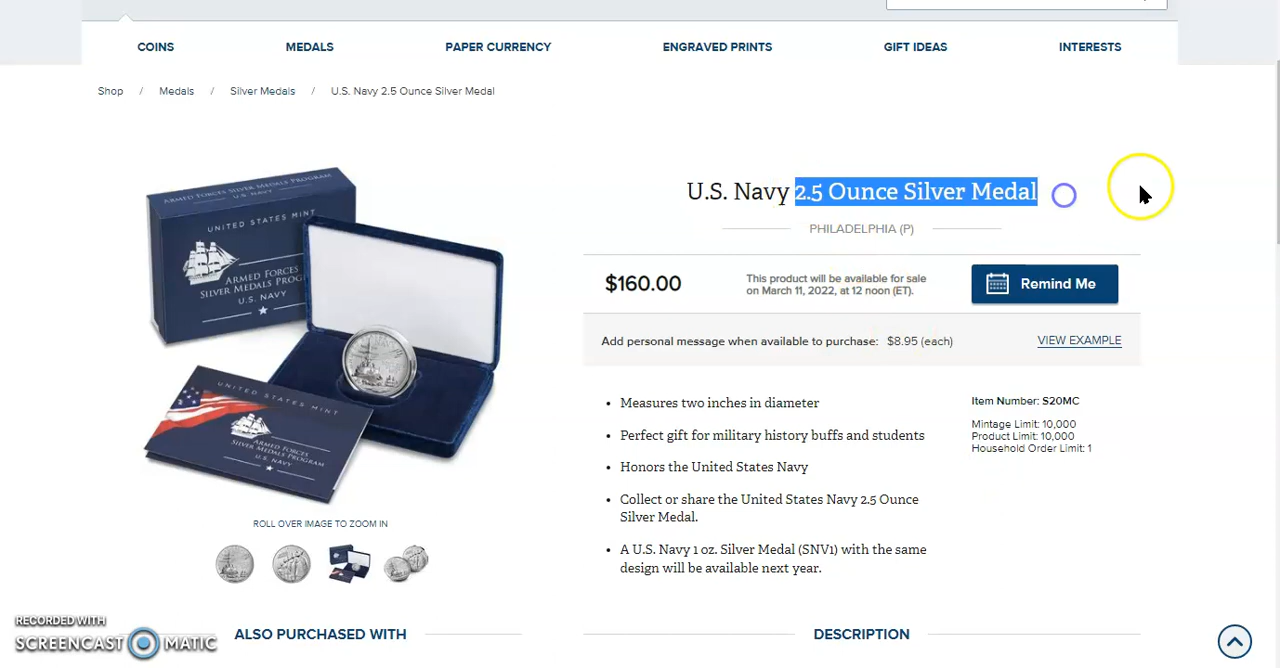 COINS MEDALS PAPER CURRENCY ENGRAVED PRINTS GIFT IDEAS INTERESTS
Shop / Medals / Silver Medals / U.S. Navy 2.5 Ounce Silver Medal
ARMED FORCES SILVER MEDALS PROGRAM
U.S. NAVY
UNITED STATES MINT
ARMED FORCES
SILVER MEDALS PROGRAM
U.S. NAVY
UNITED STATES MINT
ARMED FORCES
SILVER MEDALS PROGRAM
U.S. NAVY
ROLL OVER IMAGE TO ZOOM IN
U.S. Navy 2.5 Ounce Silver Medal
PHILADELPHIA (P)
$160.00
This product will be available for sale
on March 11, 2022, at 12 noon (ET).
Remind Me
Add personal message when available to purchase: $8.95 (each)
VIEW EXAMPLE
• Measures two inches in diameter
• Perfect gift for military history buffs and students
• Honors the United States Navy
• Collect or share the United States Navy 2.5 Ounce
Silver Medal.
• A U.S. Navy 1 oz. Silver Medal (SNV1) with the same
design will be available next year.
Item Number: S20MC
Mintage Limit: 10,000
Product Limit: 10,000
Household Order Limit: 1
ALSO PURCHASED WITH
DESCRIPTION
RECORDED WITH
SCREENCAST MATIC